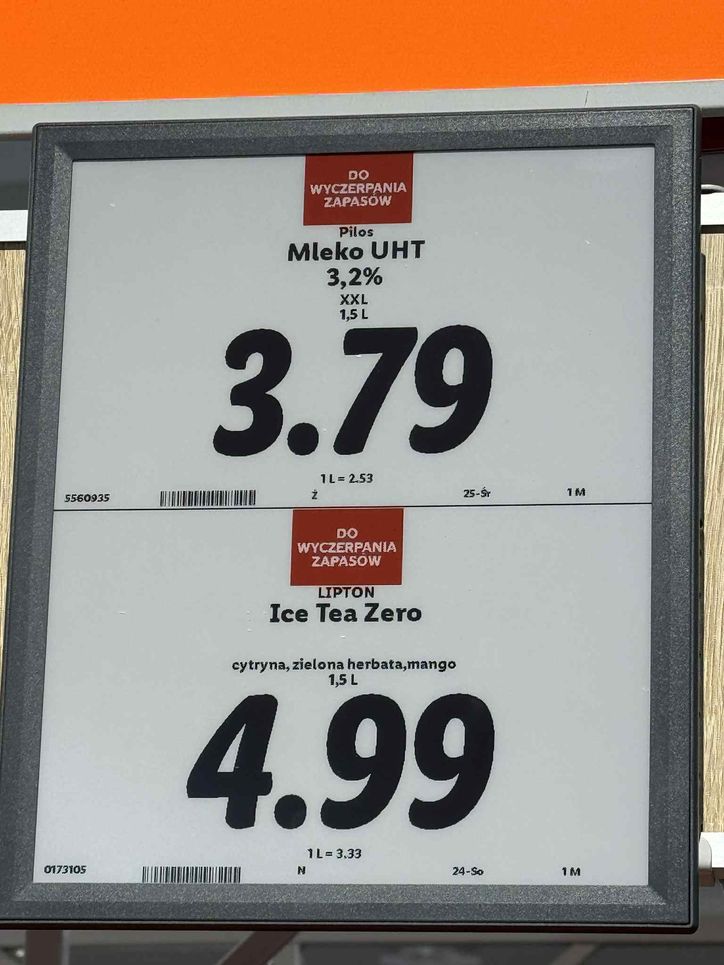 DO
WYCZERPANIA
ZAPASÓW
Pilos
Mleko UHT
3,2%
XXL
1,5 L
3.79
1 L = 2.53
5560935 Ż 25-Śr 1 M
DO
WYCZERPANIA
ZAPASÓW
LIPTON
Ice Tea Zero
cytryna, zielona herbata,mango
1,5 L
4.99
1 L = 3.33
0173105 N 24-So 1 M